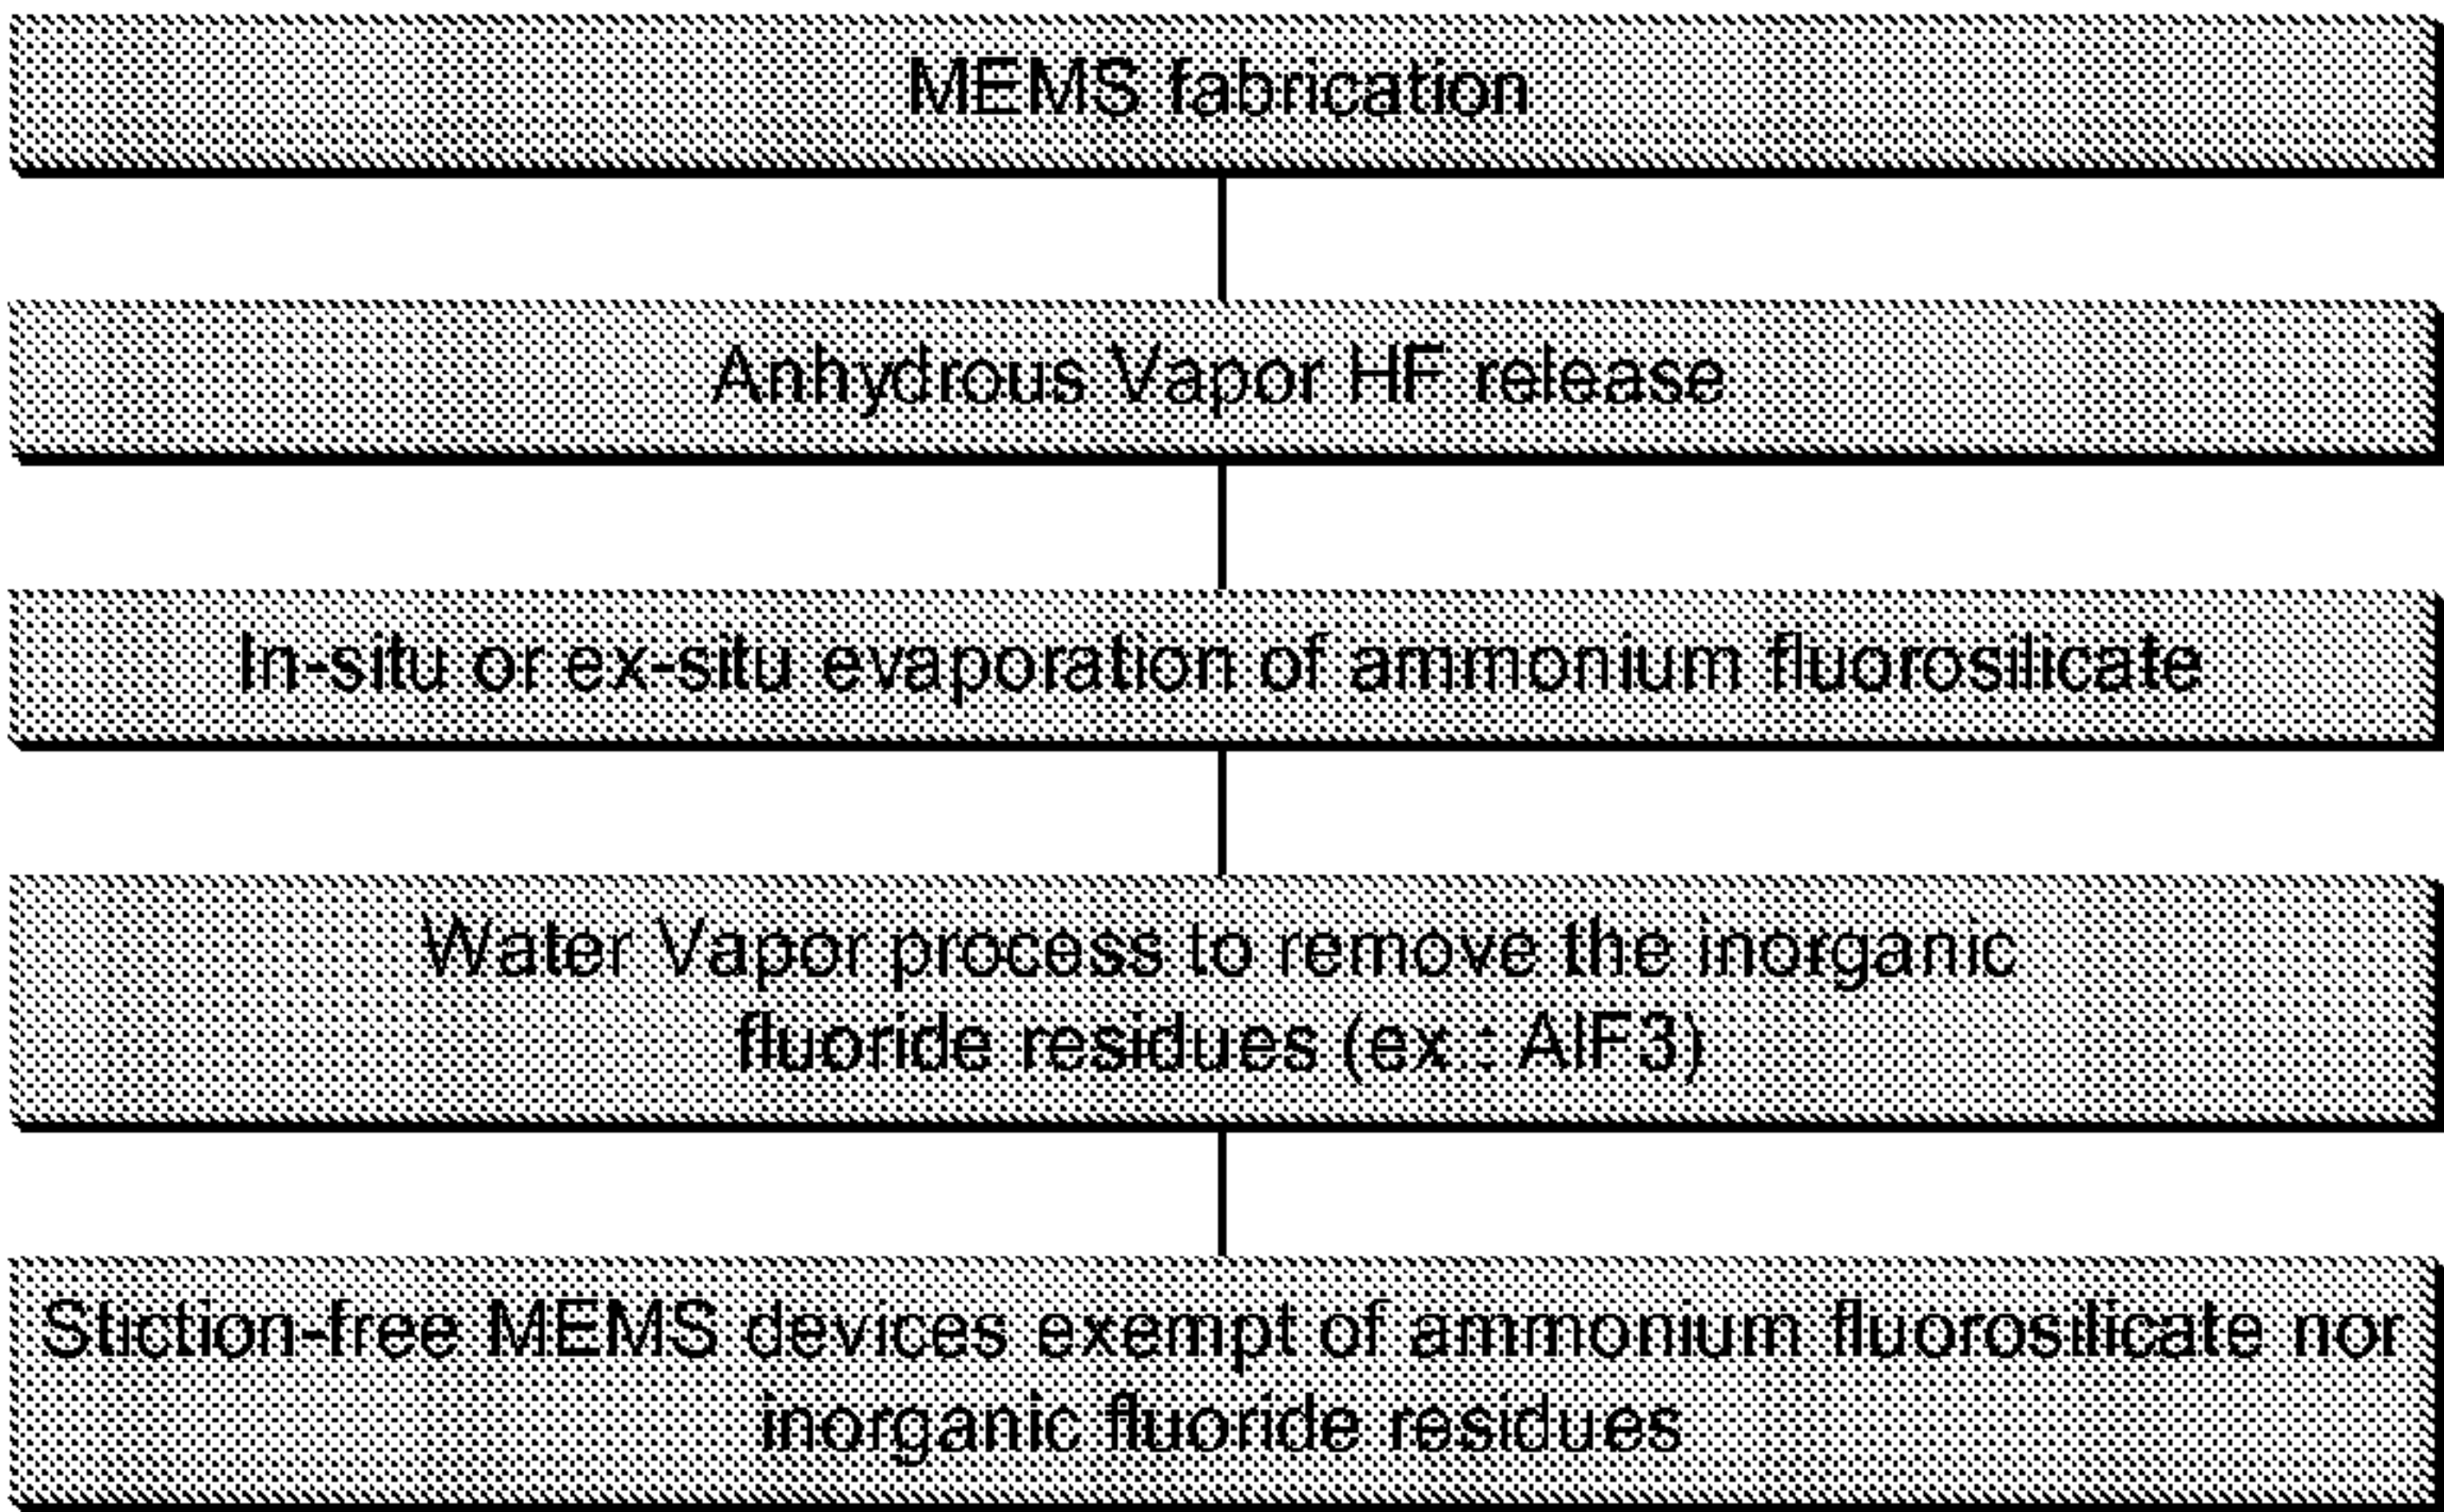 MEMS fabrication
Anhydrous Vapor HF release
In-situ or ex-situ evaporation of ammonium fluorosilicate
Water Vapor process to remove the inorganic
fluoride residues (ex.: AlF3)
Stiction-free MEMS devices exempt of ammonium fluorosilicate nor
inorganic fluoride residues